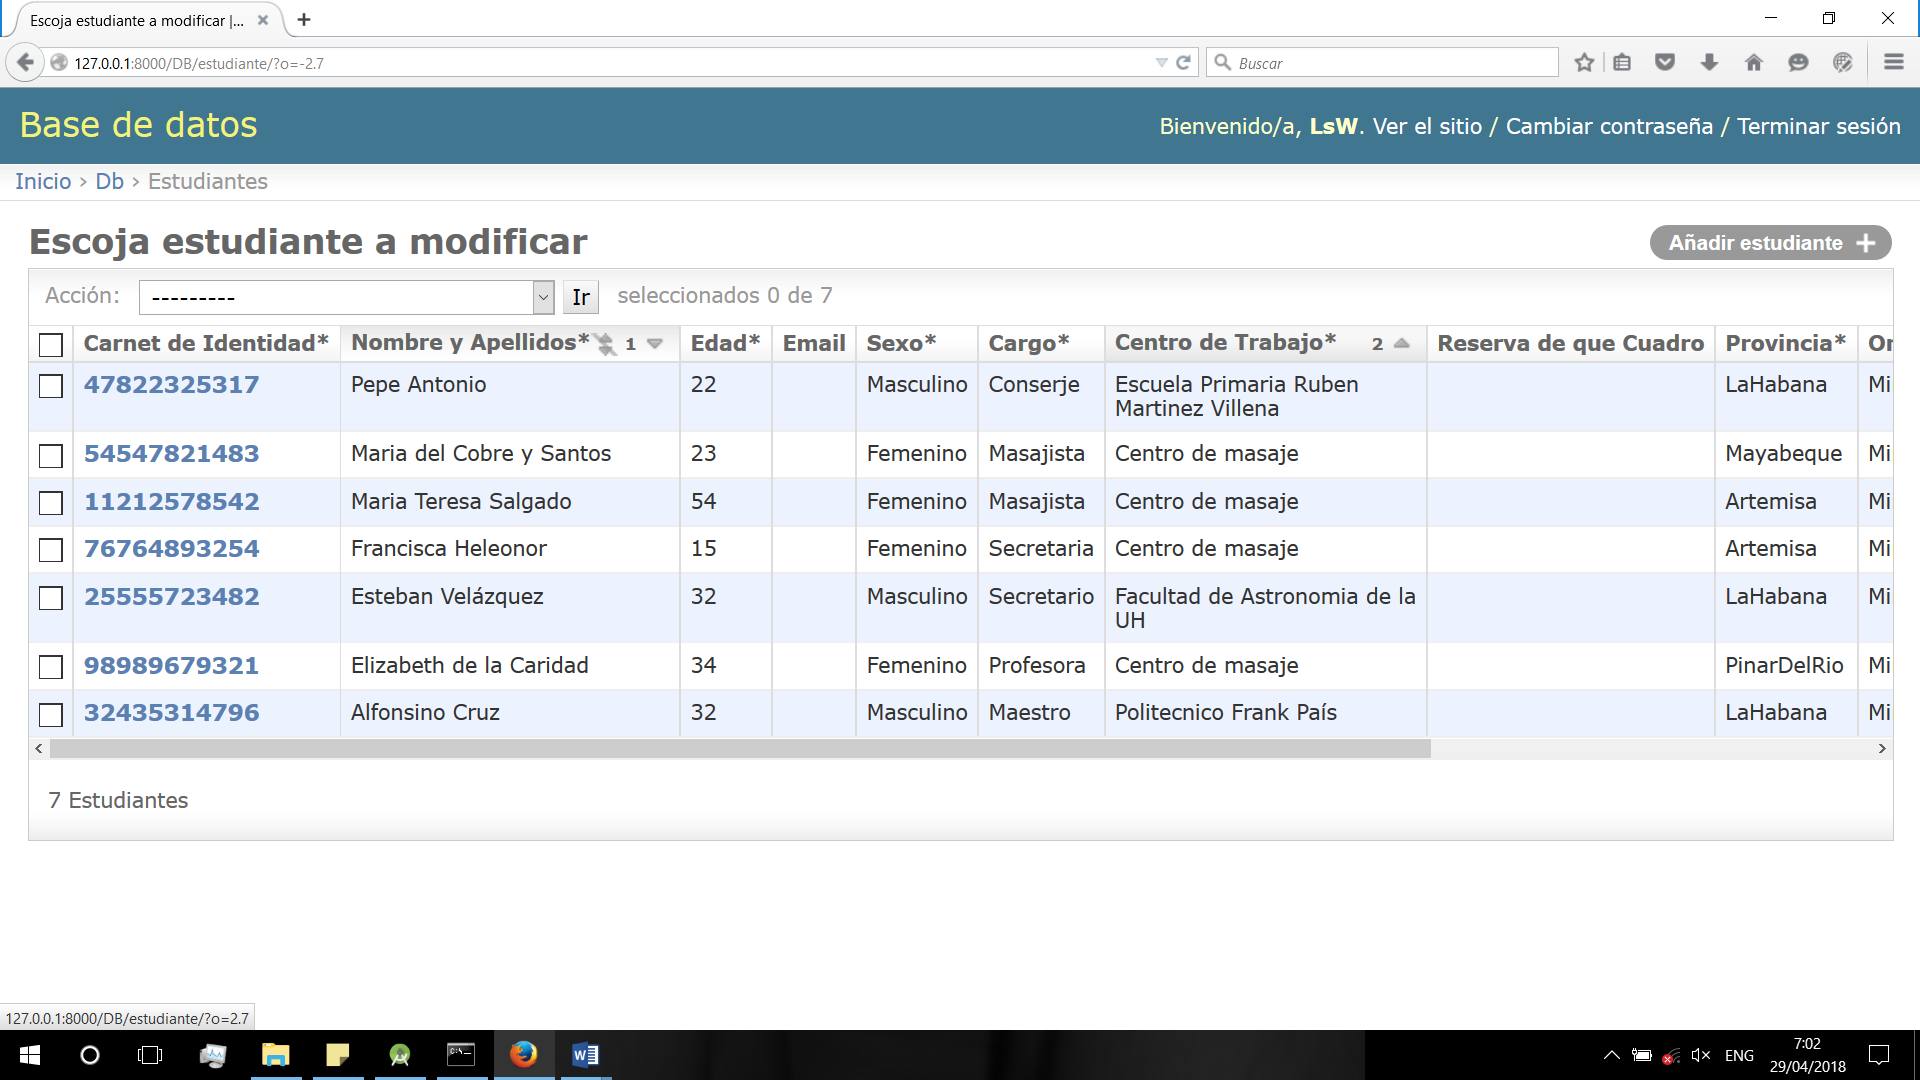 Escoja estudiante a modificar |...
127.0.0.1:8000/DB/estudiante/?o=-2.7
Buscar
Base de datos
Bienvenido/a, LsW. Ver el sitio / Cambiar contraseña / Terminar sesión
Inicio › Db › Estudiantes
Escoja estudiante a modificar
Añadir estudiante +
Acción: --------- Ir seleccionados 0 de 7
Carnet de Identidad* Nombre y Apellidos* 1 Edad* Email Sexo* Cargo* Centro de Trabajo* 2 Reserva de que Cuadro Provincia* Or
47822325317 Pepe Antonio 22 Masculino Conserje Escuela Primaria Ruben Martinez Villena LaHabana Mi
54547821483 Maria del Cobre y Santos 23 Femenino Masajista Centro de masaje Mayabeque Mi
11212578542 Maria Teresa Salgado 54 Femenino Masajista Centro de masaje Artemisa Mi
76764893254 Francisca Heleonor 15 Femenino Secretaria Centro de masaje Artemisa Mi
25555723482 Esteban Velázquez 32 Masculino Secretario Facultad de Astronomia de la UH LaHabana Mi
98989679321 Elizabeth de la Caridad 34 Femenino Profesora Centro de masaje PinarDelRio Mi
32435314796 Alfonsino Cruz 32 Masculino Maestro Politecnico Frank País LaHabana Mi
7 Estudiantes
127.0.0.1:8000/DB/estudiante/?o=2.7
ENG
7:02
29/04/2018